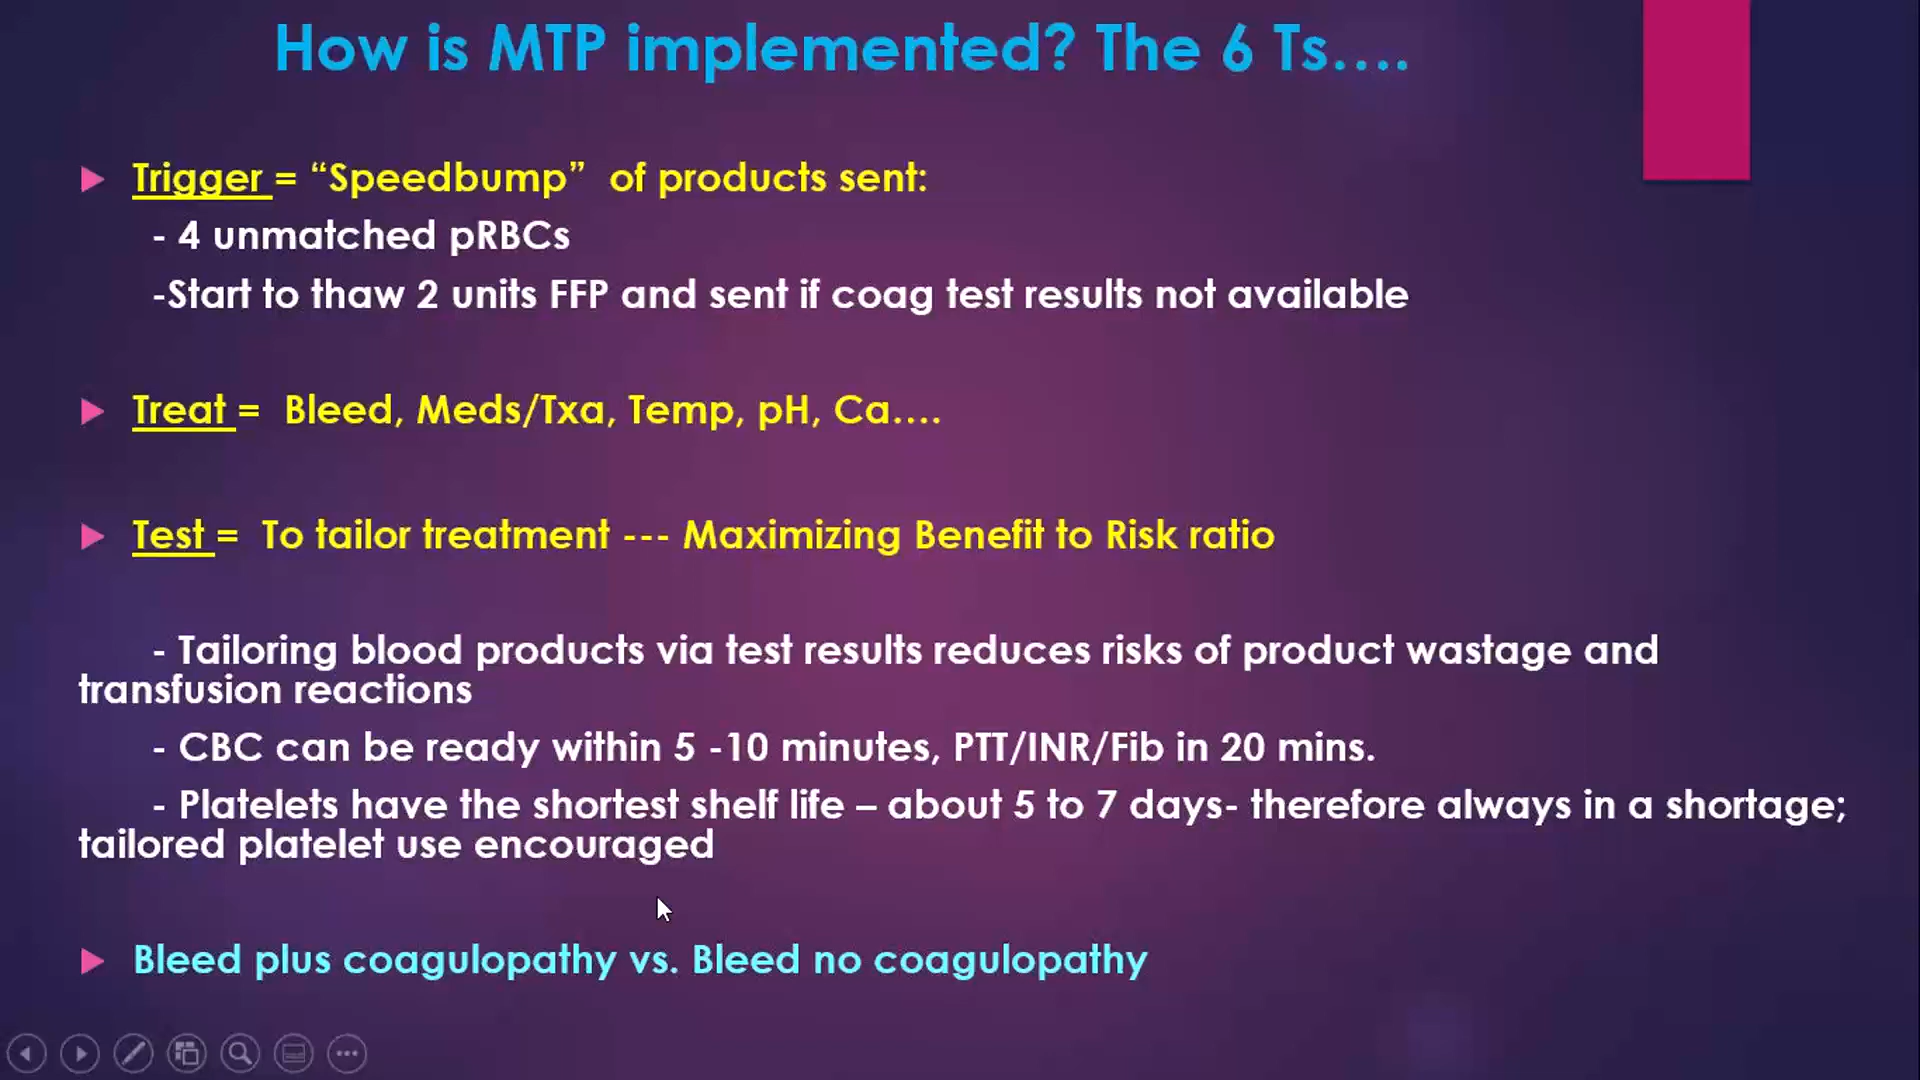 How is MTP implemented? The 6 Ts....
Trigger = “Speedbump”  of products sent:
- 4 unmatched pRBCs
-Start to thaw 2 units FFP and sent if coag test results not available
Treat =  Bleed, Meds/Txa, Temp, pH, Ca....
Test =  To tailor treatment --- Maximizing Benefit to Risk ratio
- Tailoring blood products via test results reduces risks of product wastage and
transfusion reactions
- CBC can be ready within 5 -10 minutes, PTT/INR/Fib in 20 mins.
- Platelets have the shortest shelf life – about 5 to 7 days- therefore always in a shortage;
tailored platelet use encouraged
Bleed plus coagulopathy vs. Bleed no coagulopathy